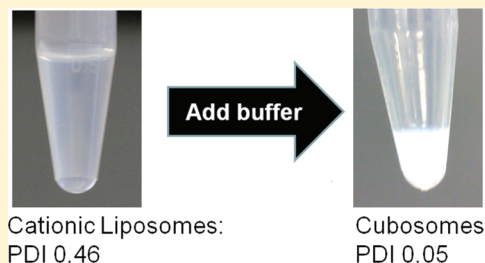 Add buffer
Cationic Liposomes:
PDI 0.46
Cubosomes
PDI 0.05